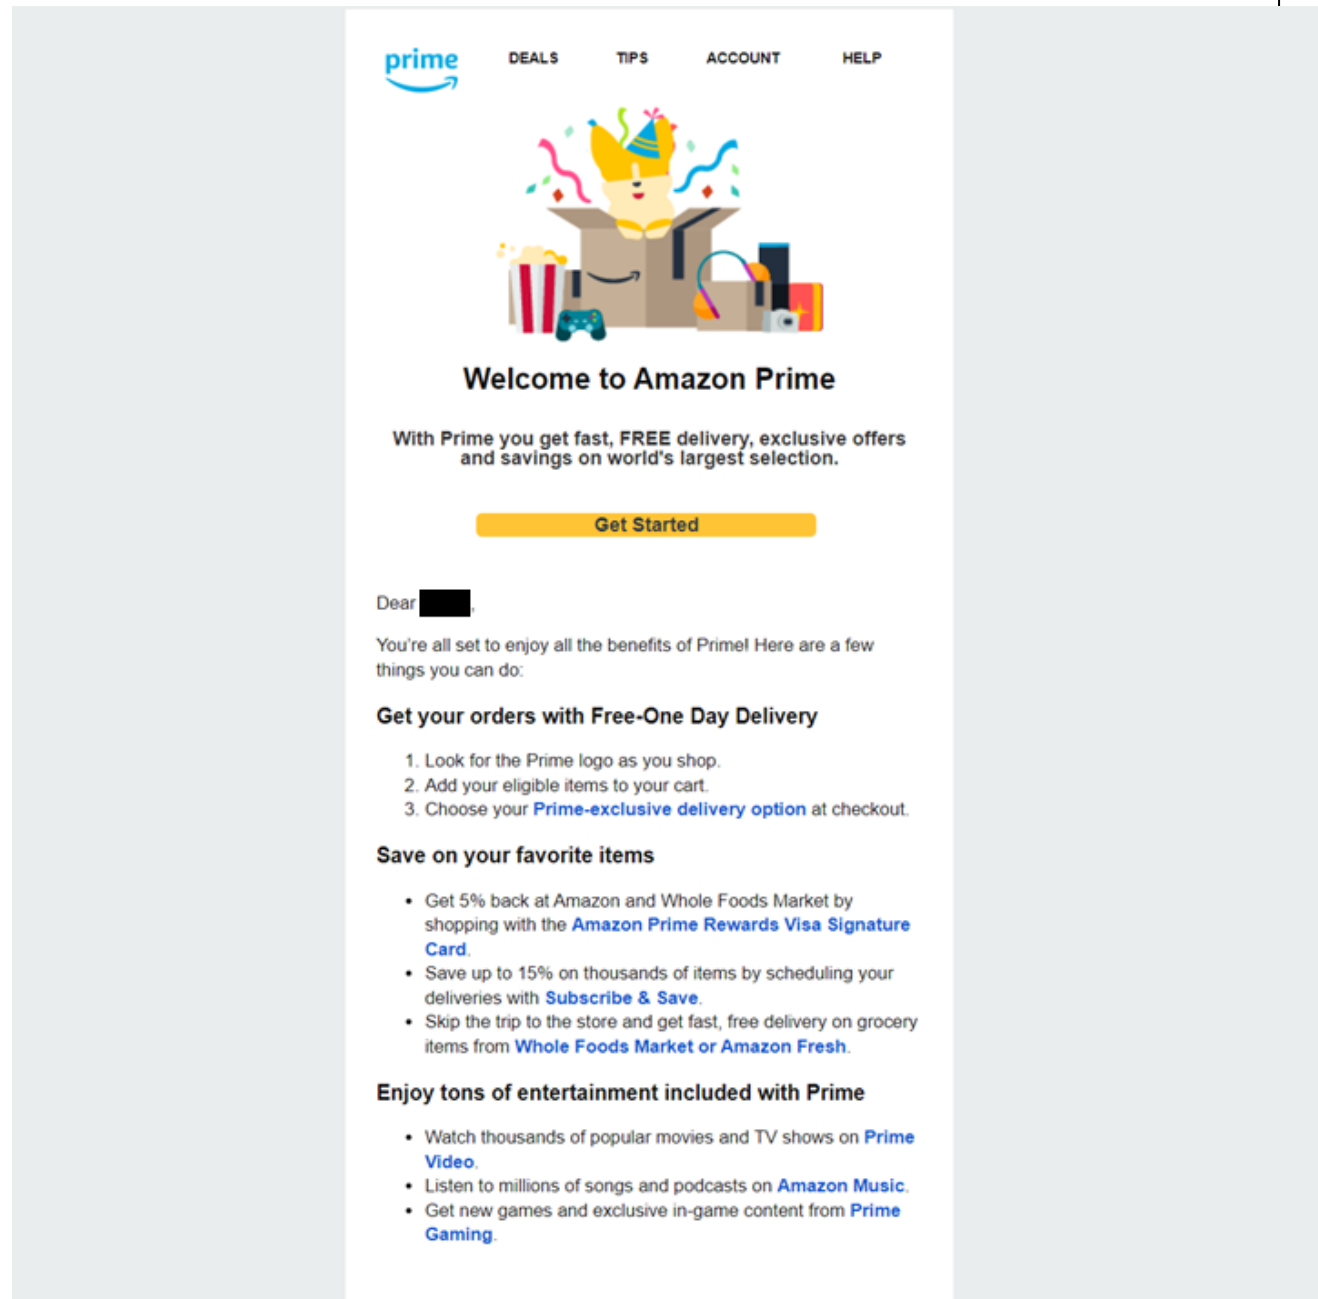 prime DEALS TIPS ACCOUNT HELP
Welcome to Amazon Prime
With Prime you get fast, FREE delivery, exclusive offers
and savings on world's largest selection.
Get Started
Dear ,
You're all set to enjoy all the benefits of Prime! Here are a few
things you can do:
Get your orders with Free-One Day Delivery
1. Look for the Prime logo as you shop.
2. Add your eligible items to your cart.
3. Choose your Prime-exclusive delivery option at checkout.
Save on your favorite items
• Get 5% back at Amazon and Whole Foods Market by
shopping with the Amazon Prime Rewards Visa Signature
Card.
• Save up to 15% on thousands of items by scheduling your
deliveries with Subscribe & Save.
• Skip the trip to the store and get fast, free delivery on grocery
items from Whole Foods Market or Amazon Fresh.
Enjoy tons of entertainment included with Prime
• Watch thousands of popular movies and TV shows on Prime
Video.
• Listen to millions of songs and podcasts on Amazon Music.
• Get new games and exclusive in-game content from Prime
Gaming.